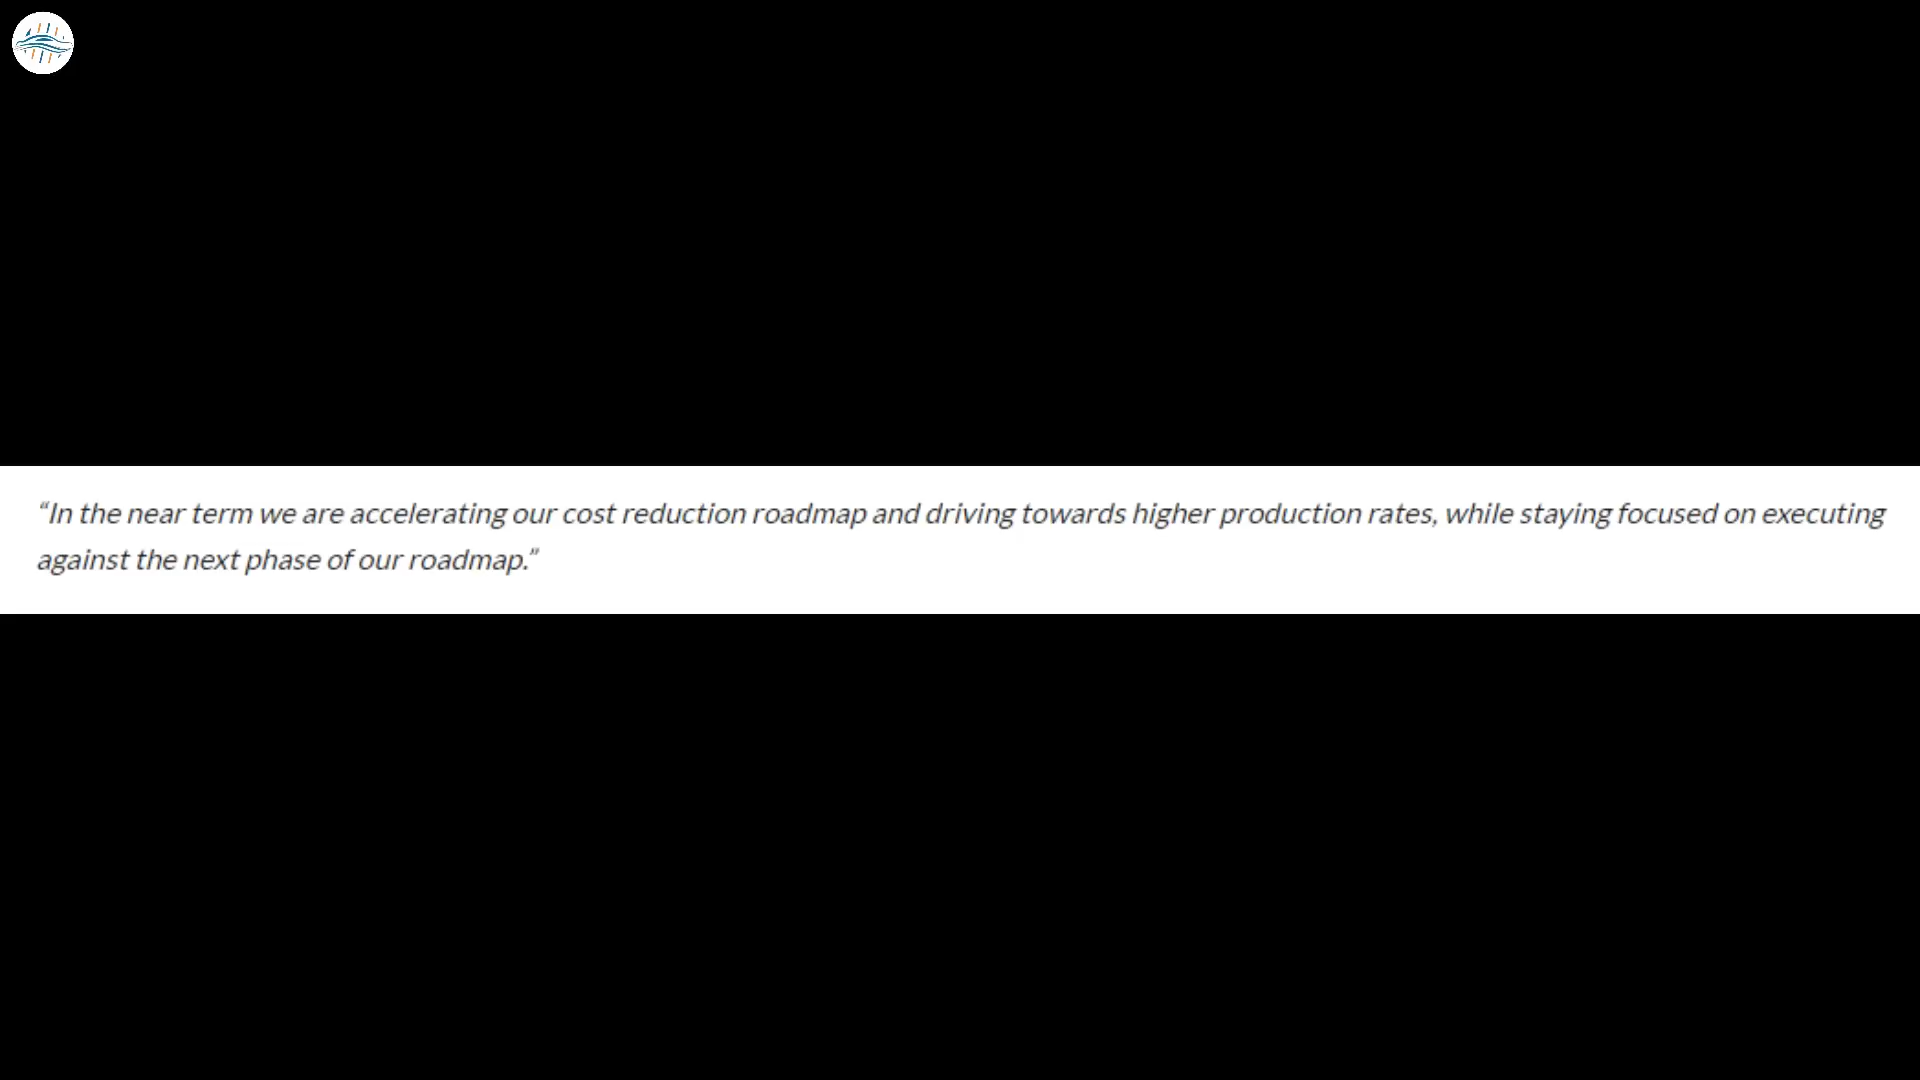 “In the near term we are accelerating our cost reduction roadmap and driving towards higher production rates, while staying focused on executing
against the next phase of our roadmap.”